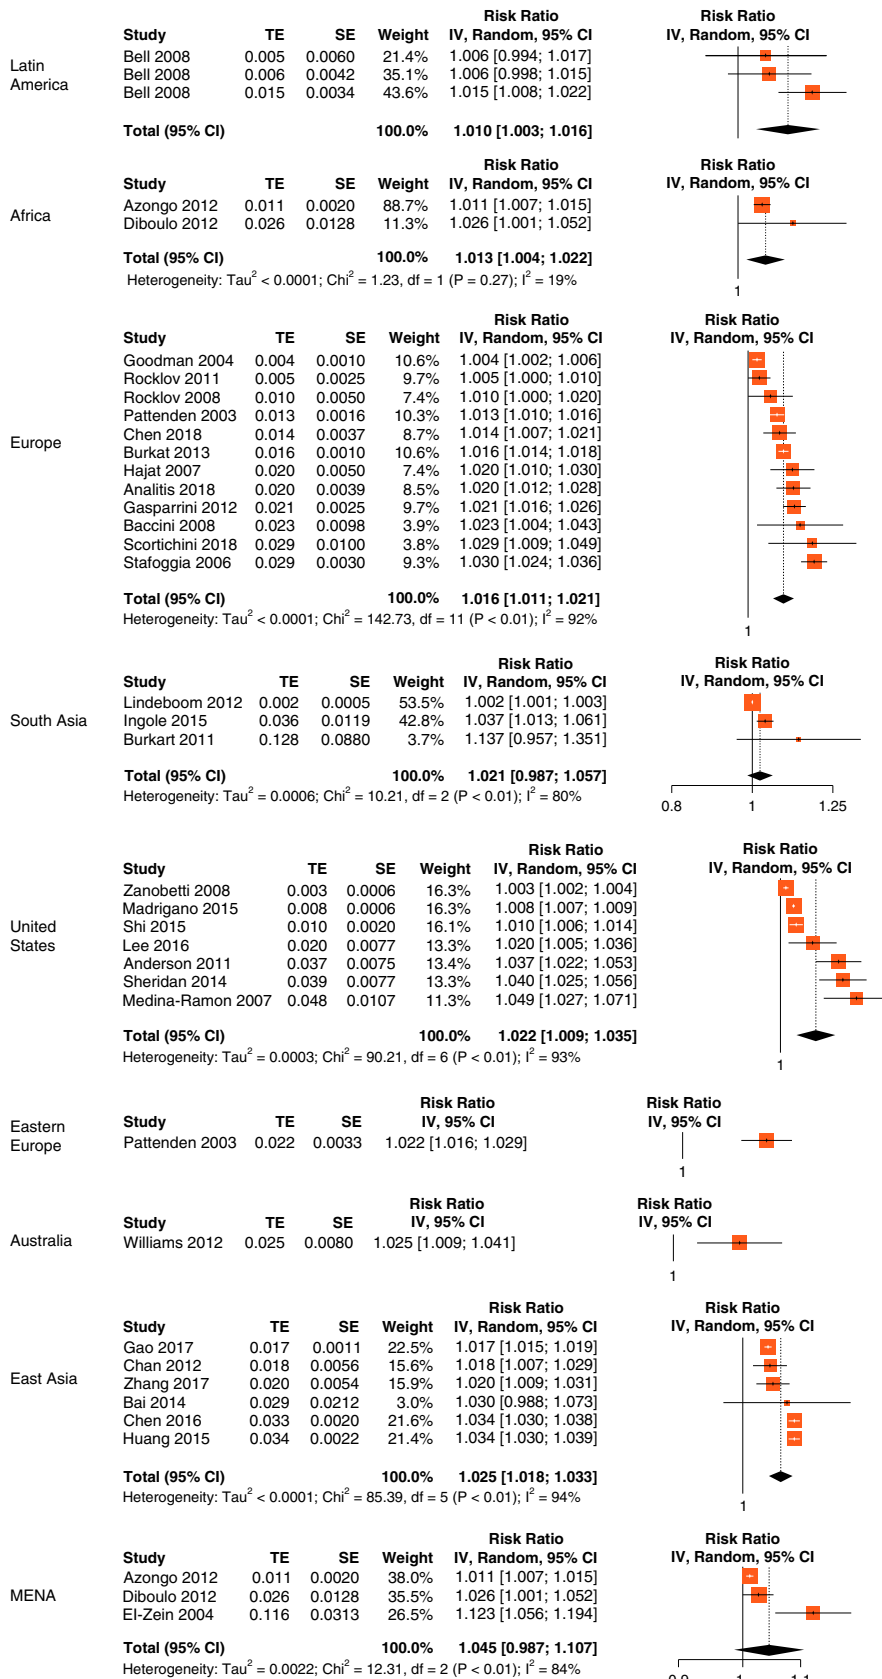 Risk Ratio Risk Ratio
Study TE SE Weight IV, Random, 95% CI IV, Random, 95% CI
Latin America
Bell 2008 0.005 0.0060 21.4% 1.006 [0.994; 1.017]
Bell 2008 0.006 0.0042 35.1% 1.006 [0.998; 1.015]
Bell 2008 0.015 0.0034 43.6% 1.015 [1.008; 1.022]
Total (95% CI) 100.0% 1.010 [1.003; 1.016]
Risk Ratio Risk Ratio
Study TE SE Weight IV, Random, 95% CI IV, Random, 95% CI
Africa
Azongo 2012 0.011 0.0020 88.7% 1.011 [1.007; 1.015]
Diboulo 2012 0.026 0.0128 11.3% 1.026 [1.001; 1.052]
Total (95% CI) 100.0% 1.013 [1.004; 1.022]
Heterogeneity: Tau² < 0.0001; Chi² = 1.23, df = 1 (P = 0.27); I² = 19%
1
Risk Ratio Risk Ratio
Study TE SE Weight IV, Random, 95% CI IV, Random, 95% CI
Goodman 2004 0.004 0.0010 10.6% 1.004 [1.002; 1.006]
Rocklov 2011 0.005 0.0025 9.7% 1.005 [1.000; 1.010]
Rocklov 2008 0.010 0.0050 7.4% 1.010 [1.000; 1.020]
Pattenden 2003 0.013 0.0016 10.3% 1.013 [1.010; 1.016]
Chen 2018 0.014 0.0037 8.7% 1.014 [1.007; 1.021]
Europe
Burkat 2013 0.016 0.0010 10.6% 1.016 [1.014; 1.018]
Hajat 2007 0.020 0.0050 7.4% 1.020 [1.010; 1.030]
Analitis 2018 0.020 0.0039 8.5% 1.020 [1.012; 1.028]
Gasparrini 2012 0.021 0.0025 9.7% 1.021 [1.016; 1.026]
Baccini 2008 0.023 0.0098 3.9% 1.023 [1.004; 1.043]
Scortichini 2018 0.029 0.0100 3.8% 1.029 [1.009; 1.049]
Stafoggia 2006 0.029 0.0030 9.3% 1.030 [1.024; 1.036]
Total (95% CI) 100.0% 1.016 [1.011; 1.021]
Heterogeneity: Tau² < 0.0001; Chi² = 142.73, df = 11 (P < 0.01); I² = 92%
1
Risk Ratio Risk Ratio
Study TE SE Weight IV, Random, 95% CI IV, Random, 95% CI
Lindeboom 2012 0.002 0.0005 53.5% 1.002 [1.001; 1.003]
South Asia Ingole 2015 0.036 0.0119 42.8% 1.037 [1.013; 1.061]
Burkart 2011 0.128 0.0880 3.7% 1.137 [0.957; 1.351]
Total (95% CI) 100.0% 1.021 [0.987; 1.057]
Heterogeneity: Tau² = 0.0006; Chi² = 10.21, df = 2 (P < 0.01); I² = 80%
0.8 1 1.25
Risk Ratio Risk Ratio
Study TE SE Weight IV, Random, 95% CI IV, Random, 95% CI
Zanobetti 2008 0.003 0.0006 16.3% 1.003 [1.002; 1.004]
Madrigano 2015 0.008 0.0006 16.3% 1.008 [1.007; 1.009]
United States
Shi 2015 0.010 0.0020 16.1% 1.010 [1.006; 1.014]
Lee 2016 0.020 0.0077 13.3% 1.020 [1.005; 1.036]
Anderson 2011 0.037 0.0075 13.4% 1.037 [1.022; 1.053]
Sheridan 2014 0.039 0.0077 13.3% 1.040 [1.025; 1.056]
Medina-Ramon 2007 0.048 0.0107 11.3% 1.049 [1.027; 1.071]
Total (95% CI) 100.0% 1.022 [1.009; 1.035]
Heterogeneity: Tau² = 0.0003; Chi² = 90.21, df = 6 (P < 0.01); I² = 93%
1
Risk Ratio Risk Ratio
Study TE SE IV, 95% CI IV, 95% CI
Eastern Europe
Pattenden 2003 0.022 0.0033 1.022 [1.016; 1.029]
1
Risk Ratio Risk Ratio
Study TE SE IV, 95% CI IV, 95% CI
Australia Williams 2012 0.025 0.0080 1.025 [1.009; 1.041]
1
Risk Ratio Risk Ratio
Study TE SE Weight IV, Random, 95% CI IV, Random, 95% CI
Gao 2017 0.017 0.0011 22.5% 1.017 [1.015; 1.019]
Chan 2012 0.018 0.0056 15.6% 1.018 [1.007; 1.029]
East Asia Zhang 2017 0.020 0.0054 15.9% 1.020 [1.009; 1.031]
Bai 2014 0.029 0.0212 3.0% 1.030 [0.988; 1.073]
Chen 2016 0.033 0.0020 21.6% 1.034 [1.030; 1.038]
Huang 2015 0.034 0.0022 21.4% 1.034 [1.030; 1.039]
Total (95% CI) 100.0% 1.025 [1.018; 1.033]
Heterogeneity: Tau² < 0.0001; Chi² = 85.39, df = 5 (P < 0.01); I² = 94%
1
Risk Ratio Risk Ratio
Study TE SE Weight IV, Random, 95% CI IV, Random, 95% CI
Azongo 2012 0.011 0.0020 38.0% 1.011 [1.007; 1.015]
MENA Diboulo 2012 0.026 0.0128 35.5% 1.026 [1.001; 1.052]
El-Zein 2004 0.116 0.0313 26.5% 1.123 [1.056; 1.194]
Total (95% CI) 100.0% 1.045 [0.987; 1.107]
Heterogeneity: Tau² = 0.0022; Chi² = 12.31, df = 2 (P < 0.01); I² = 84%